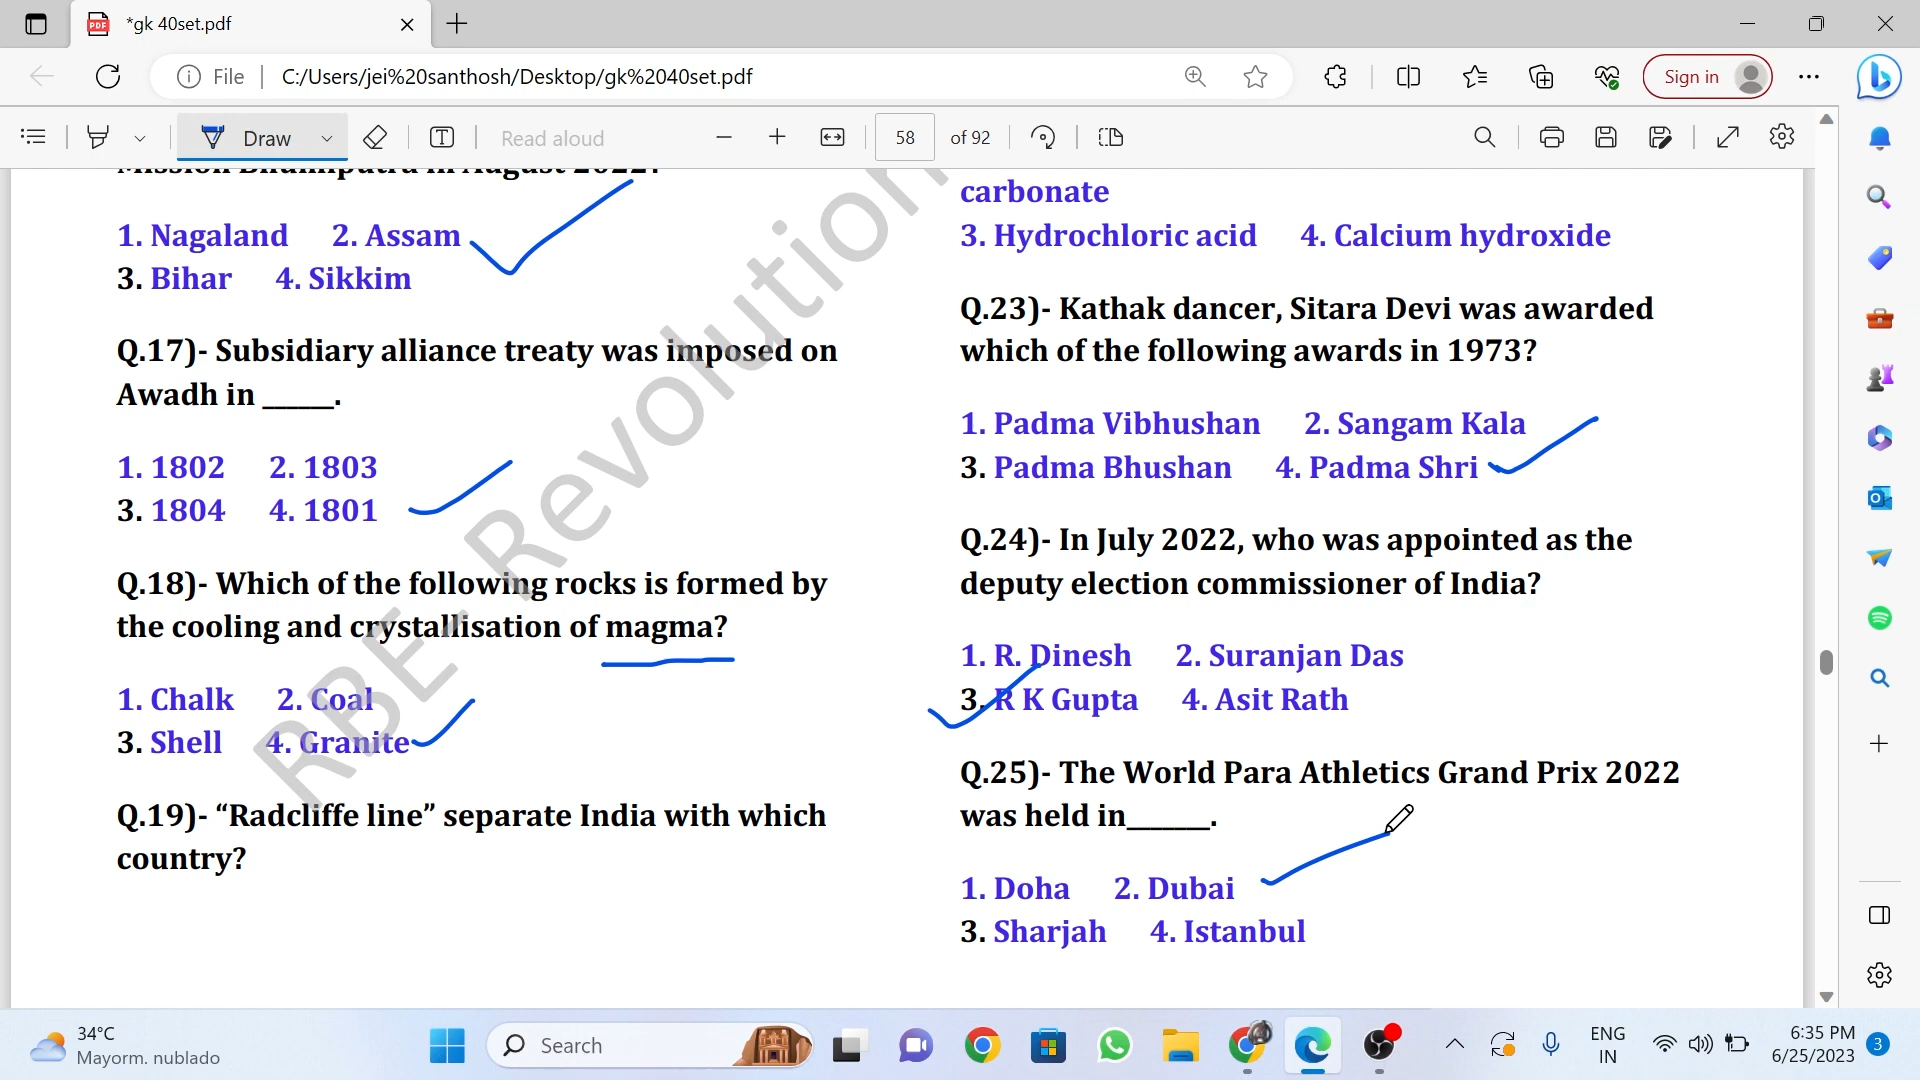 *gk 40set.pdf
File
C:/Users/jei%20santhosh/Desktop/gk%2040set.pdf
Sign in
Draw
Read aloud
58 of 92
Mission Bhumiputra in August 2022?
1. Nagaland 2. Assam
3. Bihar 4. Sikkim
Q.17)- Subsidiary alliance treaty was imposed on
Awadh in ______.
1. 1802 2. 1803
3. 1804 4. 1801
Q.18)- Which of the following rocks is formed by
the cooling and crystallisation of magma?
1. Chalk 2. Coal
3. Shell 4. Granite
Q.19)- “Radcliffe line” separate India with which
country?
carbonate
3. Hydrochloric acid 4. Calcium hydroxide
Q.23)- Kathak dancer, Sitara Devi was awarded
which of the following awards in 1973?
1. Padma Vibhushan 2. Sangam Kala
3. Padma Bhushan 4. Padma Shri
Q.24)- In July 2022, who was appointed as the
deputy election commissioner of India?
1. R. Dinesh 2. Suranjan Das
3. R K Gupta 4. Asit Rath
Q.25)- The World Para Athletics Grand Prix 2022
was held in_______.
1. Doha 2. Dubai
3. Sharjah 4. Istanbul
RBE- Revolution
34°C
Mayorm. nublado
Search
ENG
IN
6:35 PM
6/25/2023
3